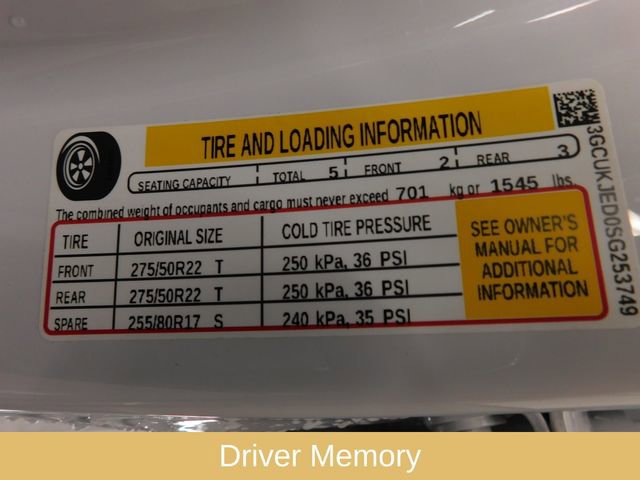 TIRE AND LOADING INFORMATION
SEATING CAPACITY TOTAL 5 FRONT 2 REAR 3
The combined weight of occupants and cargo must never exceed 701 kg or 1545 lbs.
TIRE ORIGINAL SIZE COLD TIRE PRESSURE
FRONT 275/50R22 T 250 kPa, 36 PSI
REAR 275/50R22 T 250 kPa, 36 PSI
SPARE 255/80R17 S 240 kPa, 35 PSI
SEE OWNER'S
MANUAL FOR
ADDITIONAL
INFORMATION
3GCUKJED0SG253749
Driver Memory